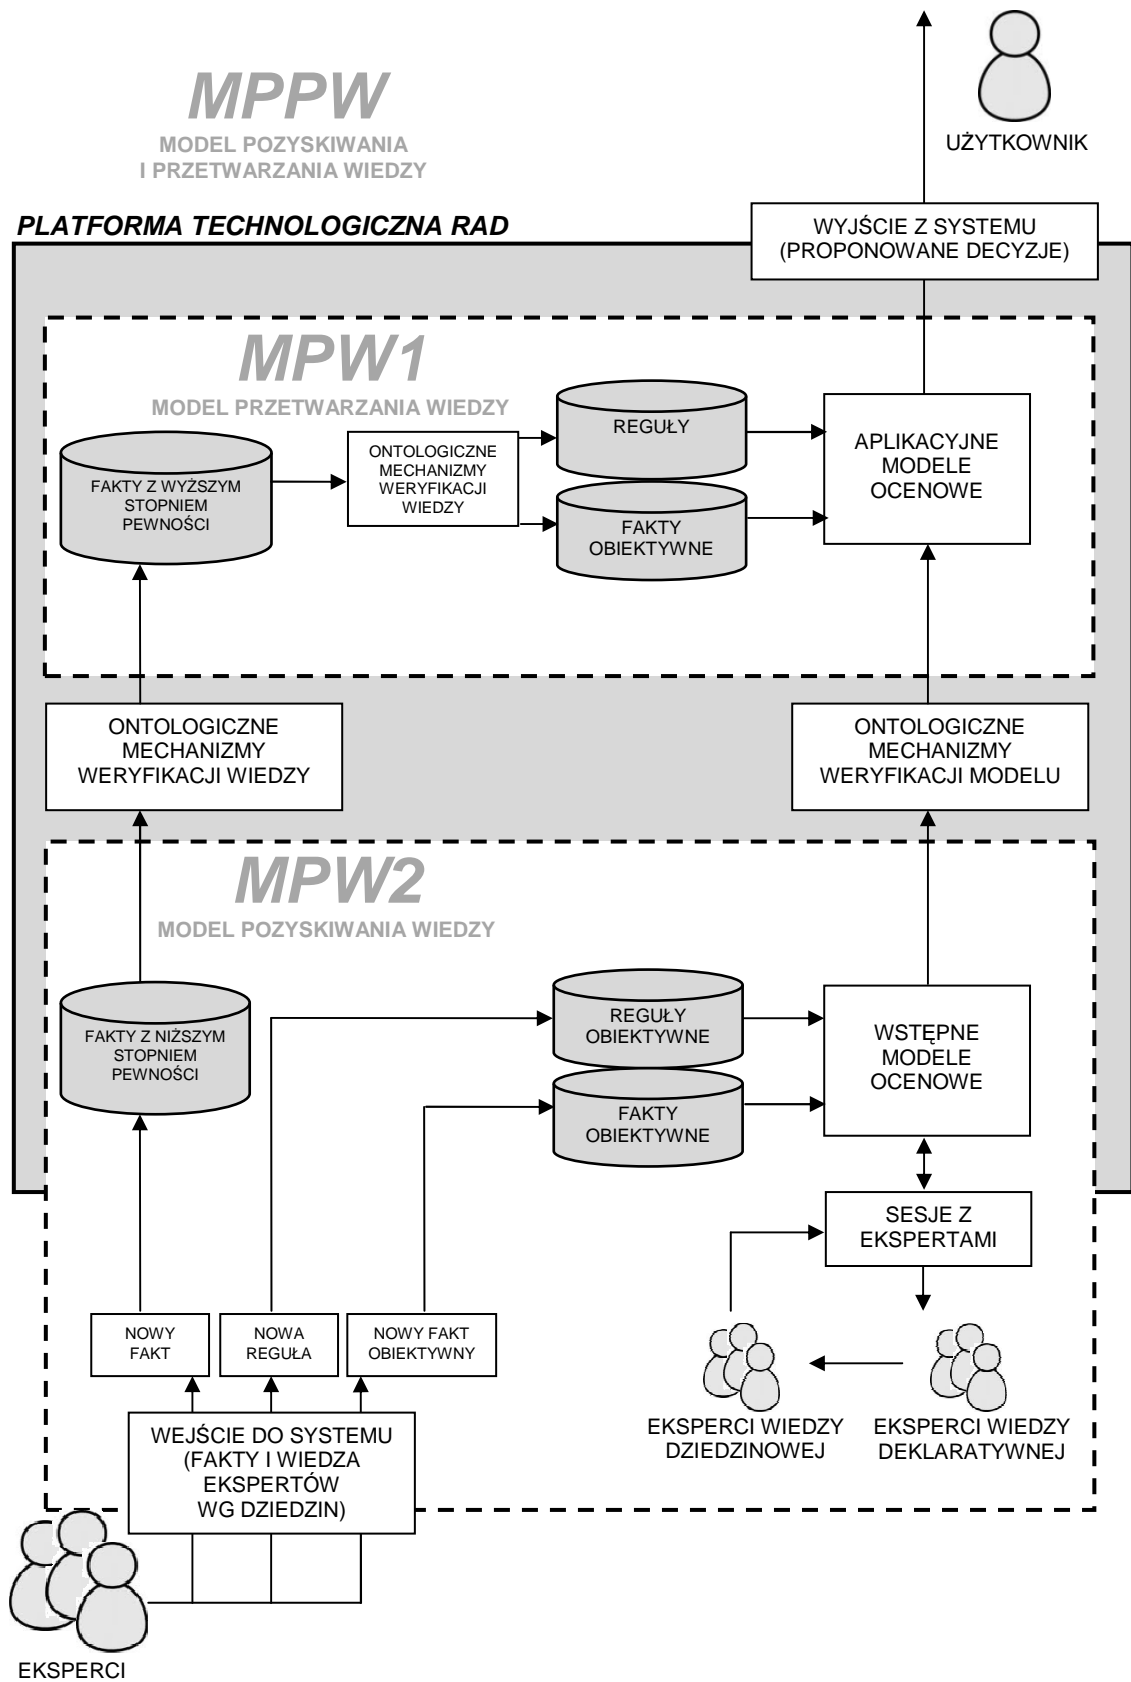 MPPW
MODEL POZYSKIWANIA
I PRZETWARZANIA WIEDZY
UŻYTKOWNIK
PLATFORMA TECHNOLOGICZNA RAD
WYJŚCIE Z SYSTEMU
(PROPONOWANE DECYZJE)
MPW1
MODEL PRZETWARZANIA WIEDZY
FAKTY Z WYŻSZYM
STOPNIEM
PEWNOŚCI
ONTOLOGICZNE
MECHANIZMY
WERYFIKACJI
WIEDZY
REGUŁY
FAKTY
OBIEKTYWNE
APLIKACYJNE
MODELE
OCENOWE
ONTOLOGICZNE
MECHANIZMY
WERYFIKACJI WIEDZY
ONTOLOGICZNE
MECHANIZMY
WERYFIKACJI MODELU
MPW2
MODEL POZYSKIWANIA WIEDZY
FAKTY Z NIŻSZYM
STOPNIEM
PEWNOŚCI
REGUŁY
OBIEKTYWNE
FAKTY
OBIEKTYWNE
WSTĘPNE
MODELE
OCENOWE
SESJE Z
EKSPERTAMI
NOWY
FAKT
NOWA
REGUŁA
NOWY FAKT
OBIEKTYWNY
EKSPERCI WIEDZY
DZIEDZINOWEJ
EKSPERCI WIEDZY
DEKLARATYWNEJ
WEJŚCIE DO SYSTEMU
(FAKTY I WIEDZA
EKSPERTÓW
WG DZIEDZIN)
EKSPERCI